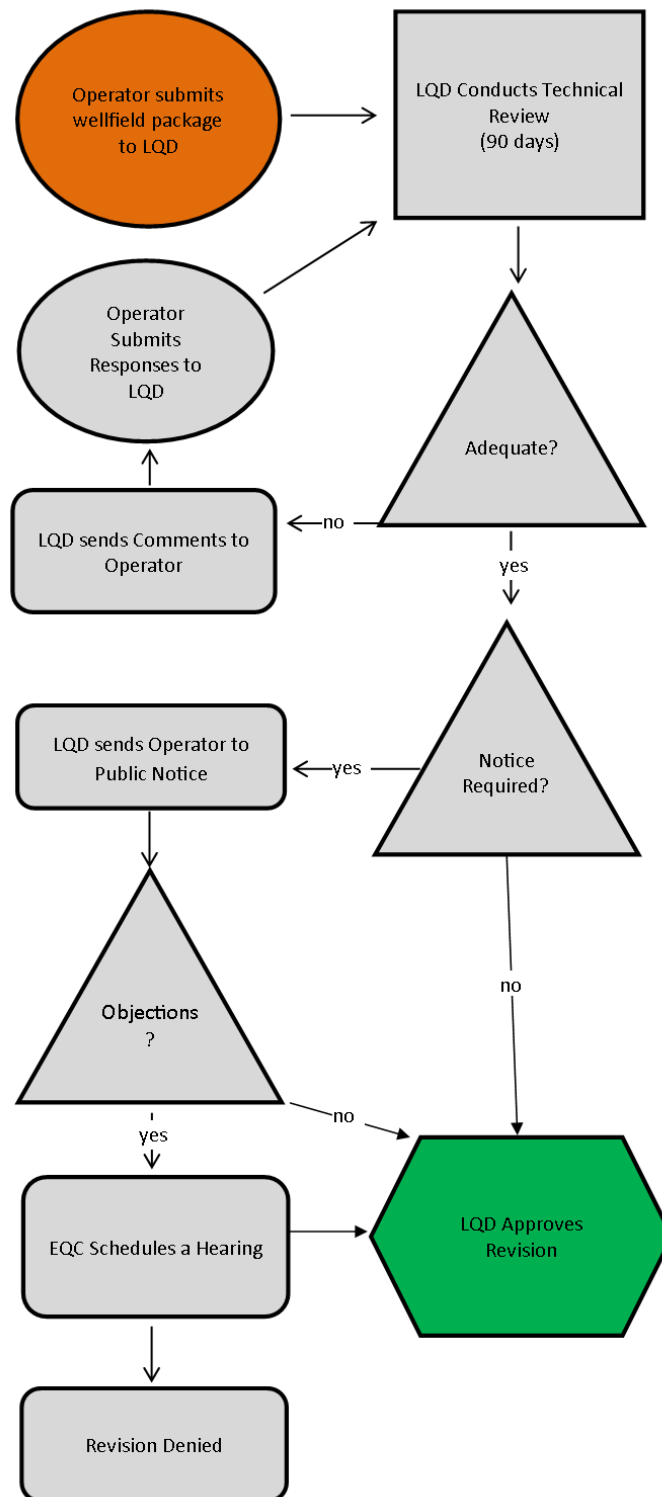 Operator submits
wellfield package
to LQD
LQD Conducts Technical
Review
(90 days)
Operator
Submits
Responses to
LQD
Adequate?
no
LQD sends Comments to
Operator
yes
LQD sends Operator to
Public Notice
yes
Notice
Required?
Objections
?
no
no
yes
EQC Schedules a Hearing
LQD Approves
Revision
Revision Denied